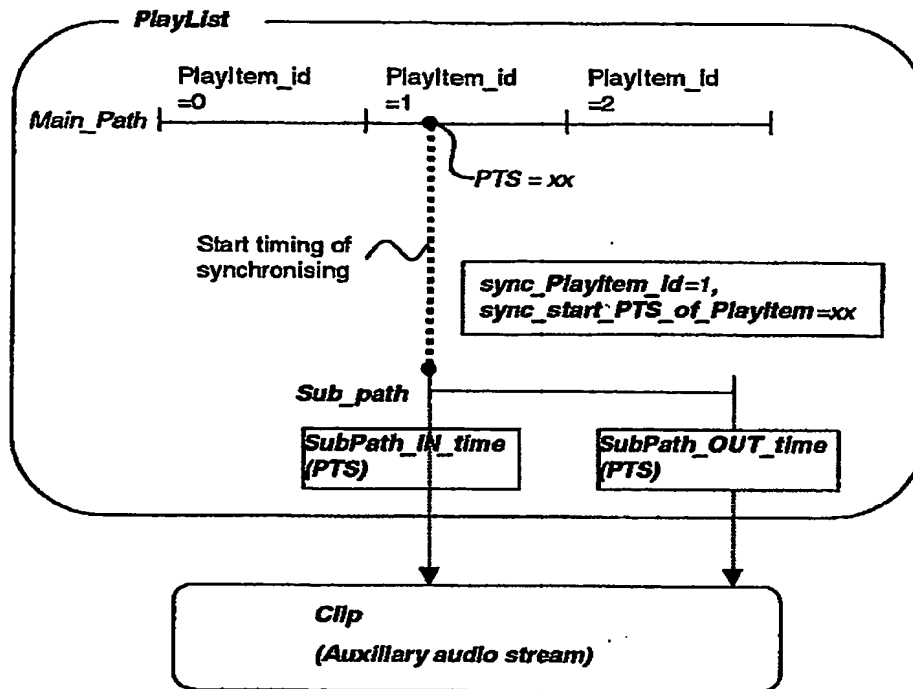 PlayList
PlayItem_id
=0
PlayItem_id
=1
PlayItem_id
=2
Main_Path
PTS = xx
Start timing of
synchronising
sync_PlayItem_id=1,
sync_start_PTS_of_PlayItem=xx
Sub_path
SubPath_IN_time
(PTS)
SubPath_OUT_time
(PTS)
Clip
(Auxiliary audio stream)